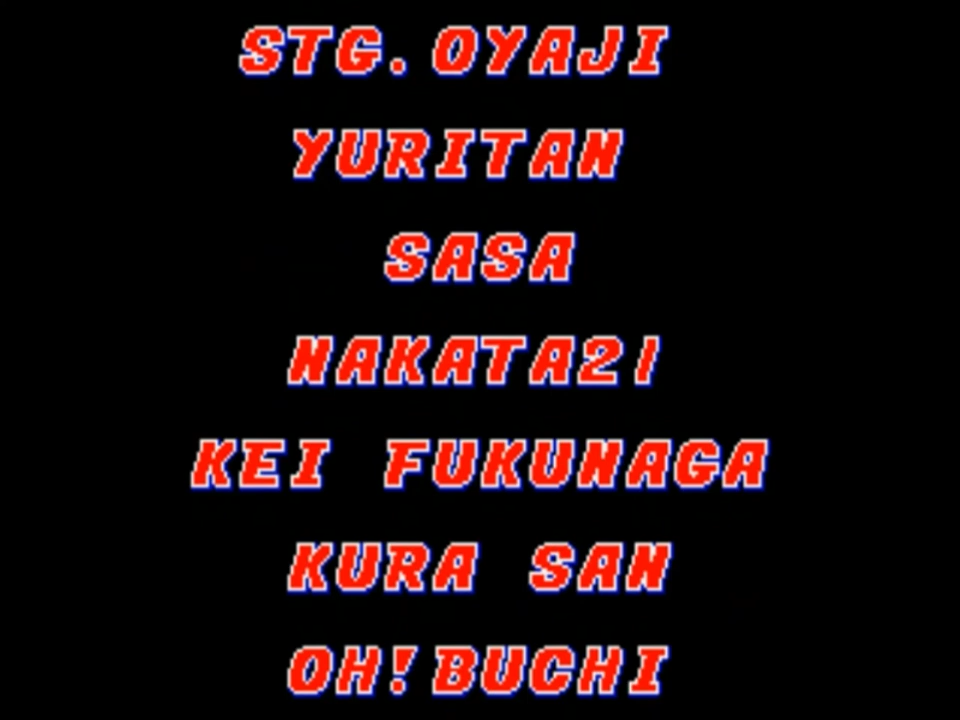 STG.OYAJI
YURITAN
SASA
NAKATA21
KEI FUKUNAGA
KURA SAN
OH!BUCHI